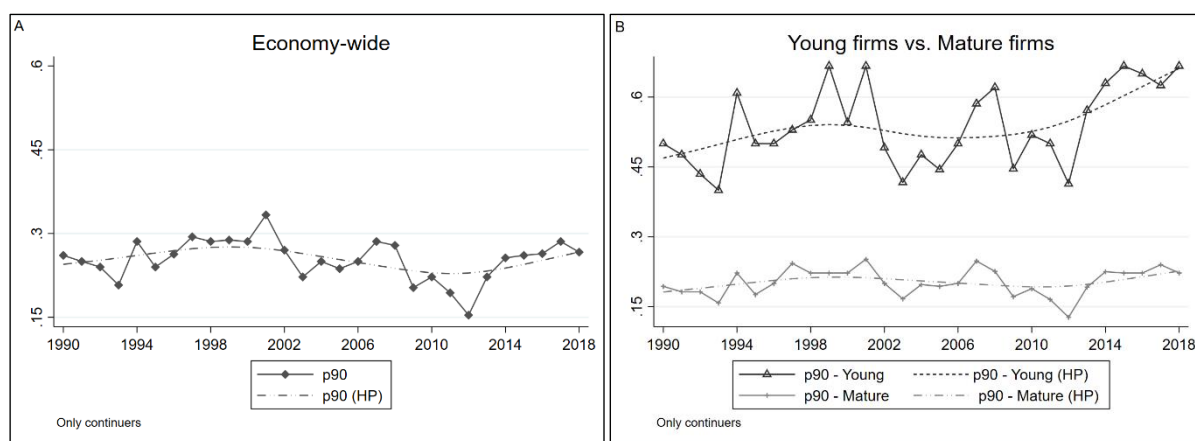 A
Economy-wide
.6
.45
.3
.15
1990 1994 1998 2002 2006 2010 2014 2018
p90
p90 (HP)
Only continuers
B
Young firms vs. Mature firms
.6
.45
.3
.15
1990 1994 1998 2002 2006 2010 2014 2018
p90 - Young p90 - Young (HP)
p90 - Mature p90 - Mature (HP)
Only continuers